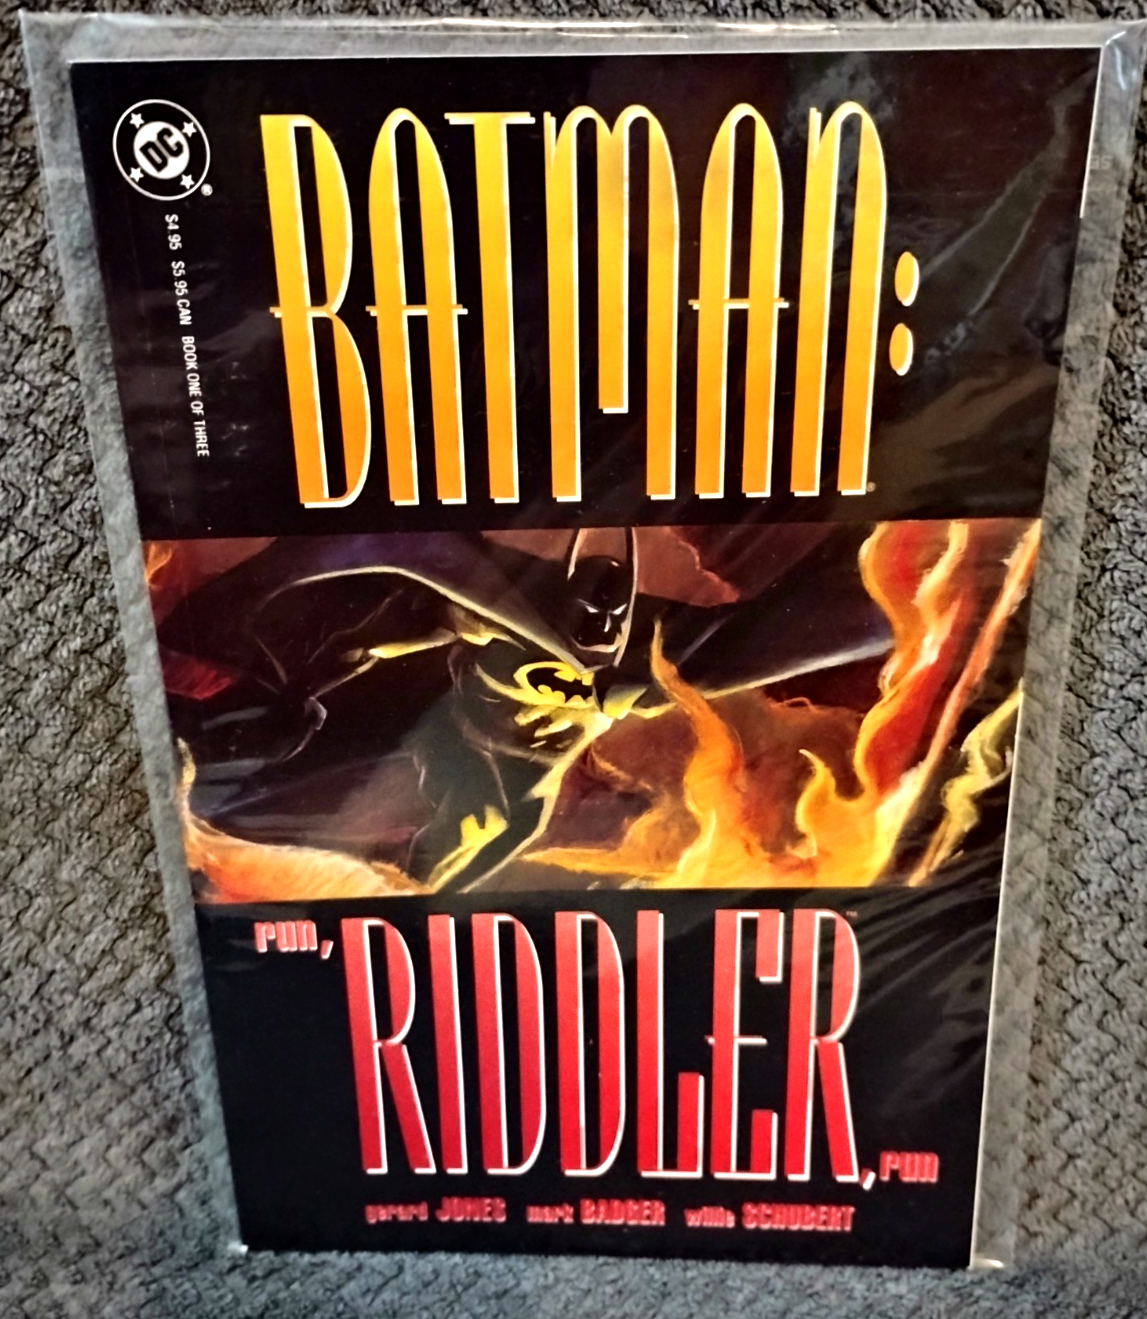 DC
$4.95 $5.95 CAN BOOK ONE OF THREE
BATMAN:
run,
RIDDLER
, run
gerard JONES mark BADGER willie SCHUBERT